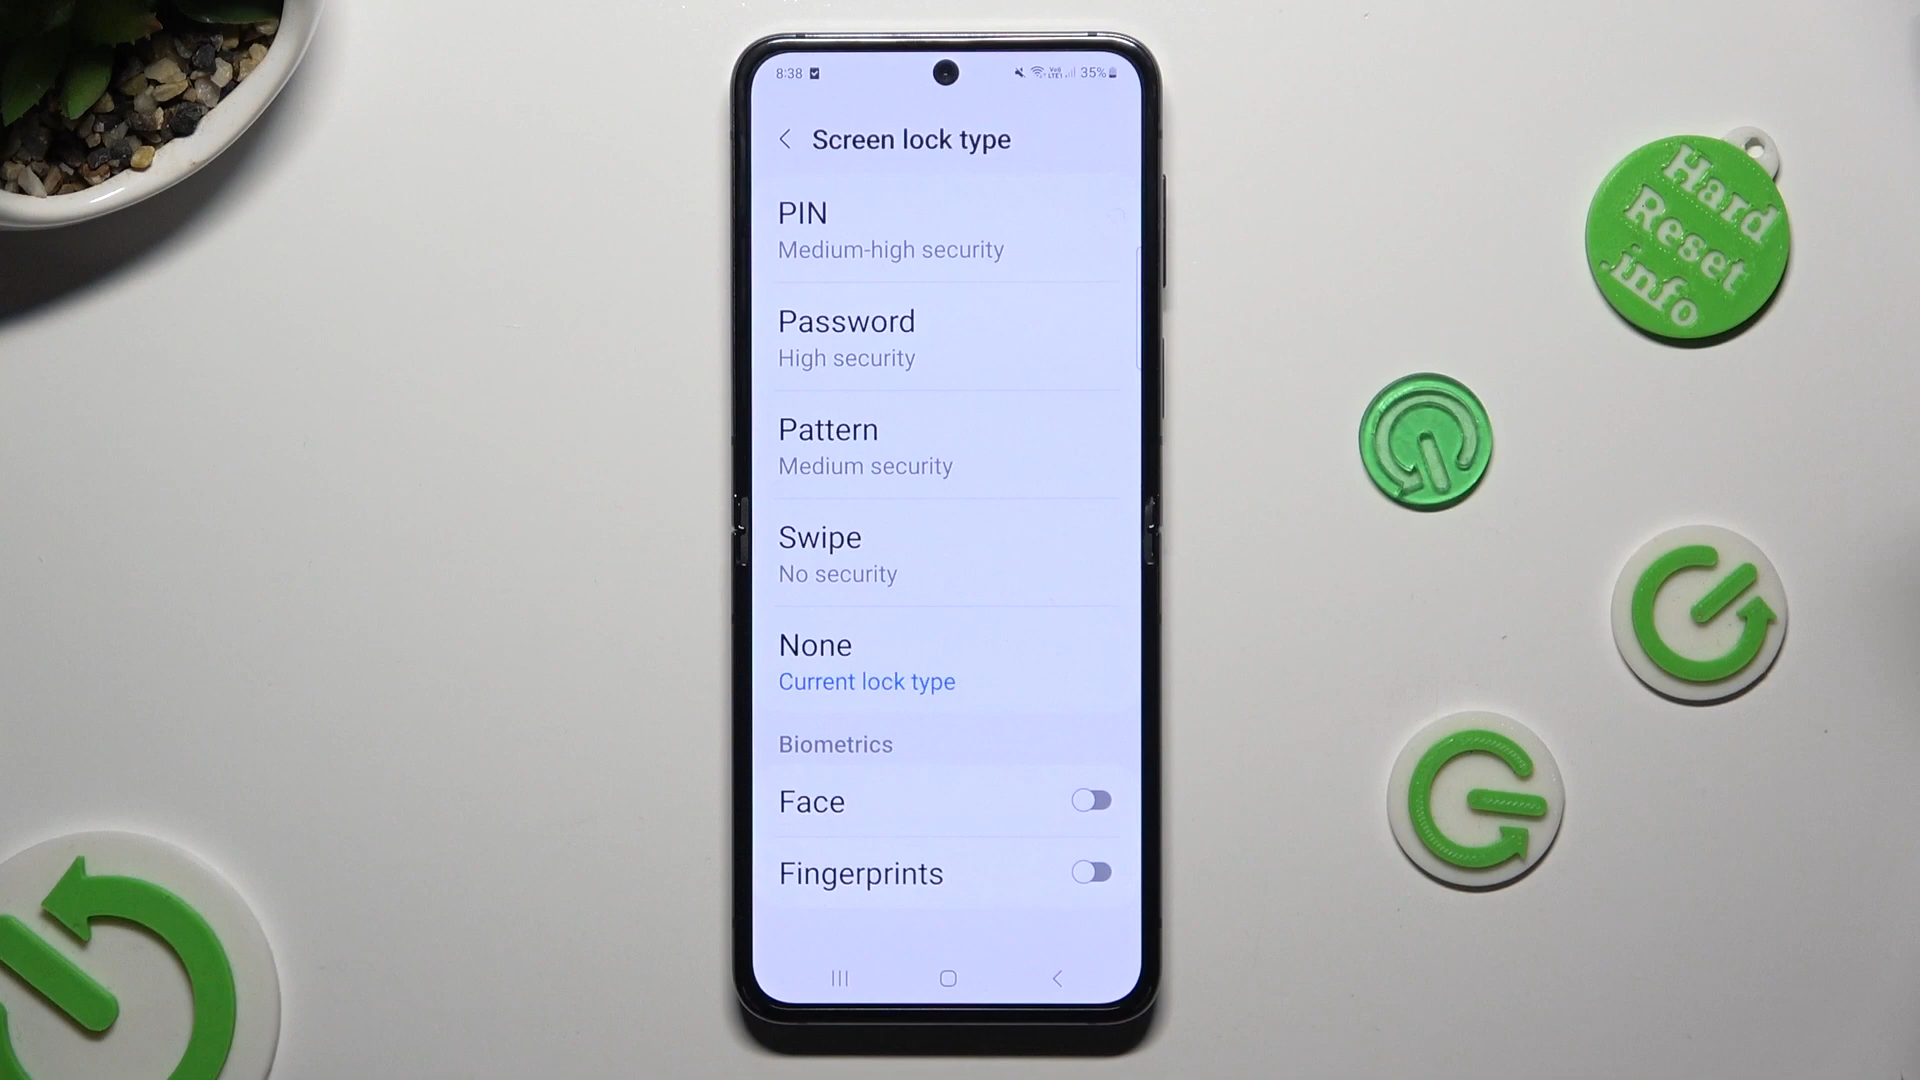 8:38
35%
Screen lock type
PIN
Medium-high security
Password
High security
Pattern
Medium security
Swipe
No security
None
Current lock type
Biometrics
Face
Fingerprints
Hard
Reset
.info